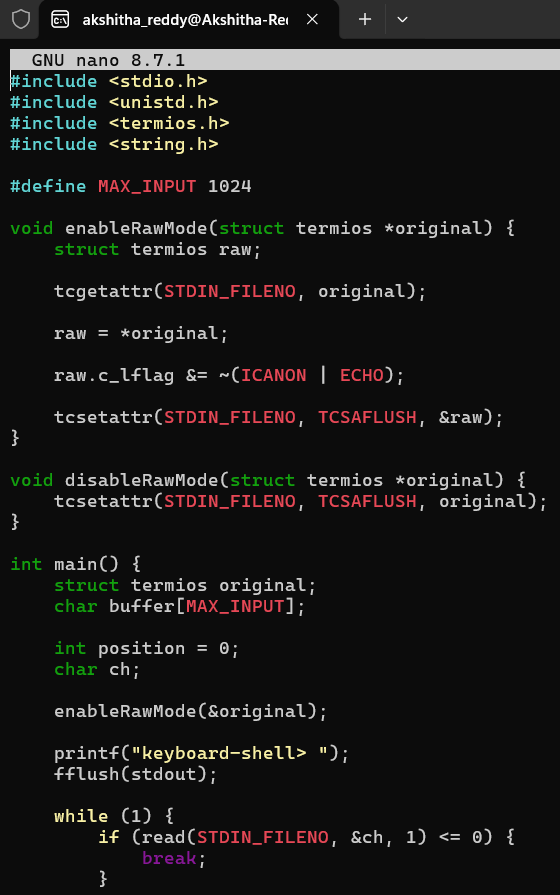 akshitha_reddy@Akshitha-Re
GNU nano 8.7.1
#include <stdio.h>
#include <unistd.h>
#include <termios.h>
#include <string.h>

#define MAX_INPUT 1024

void enableRawMode(struct termios *original) {
    struct termios raw;

    tcgetattr(STDIN_FILENO, original);

    raw = *original;

    raw.c_lflag &= ~(ICANON | ECHO);

    tcsetattr(STDIN_FILENO, TCSAFLUSH, &raw);
}

void disableRawMode(struct termios *original) {
    tcsetattr(STDIN_FILENO, TCSAFLUSH, original);
}

int main() {
    struct termios original;
    char buffer[MAX_INPUT];

    int position = 0;
    char ch;

    enableRawMode(&original);

    printf("keyboard-shell> ");
    fflush(stdout);

    while (1) {
        if (read(STDIN_FILENO, &ch, 1) <= 0) {
            break;
        }